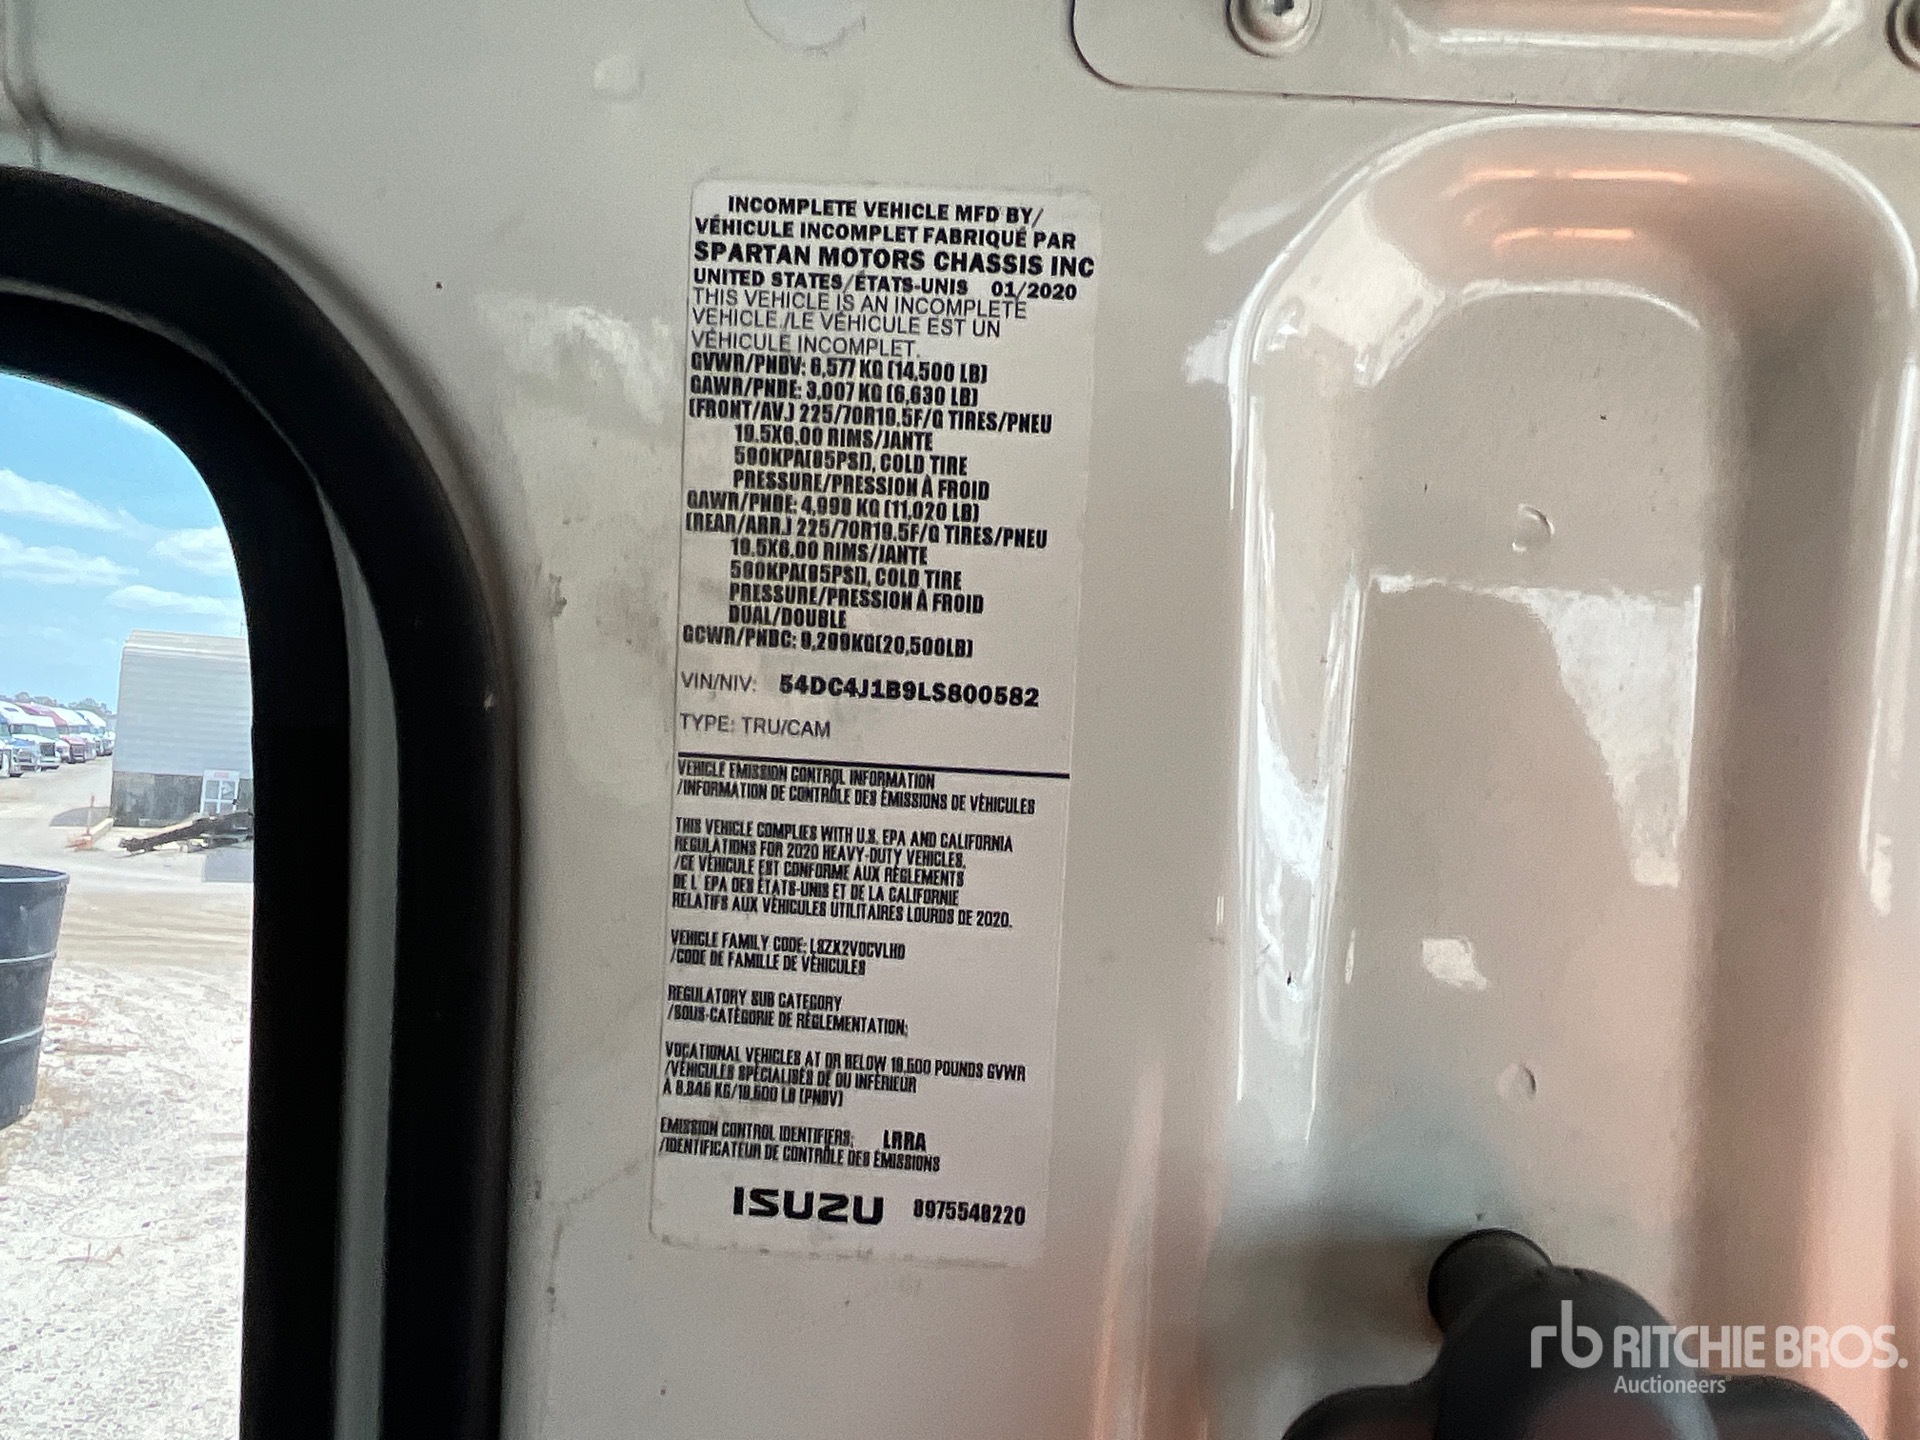 INCOMPLETE VEHICLE MFD BY/
VÉHICULE INCOMPLET FABRIQUÉ PAR
SPARTAN MOTORS CHASSIS INC
UNITED STATES/ÉTATS-UNIS 01/2020
THIS VEHICLE IS AN INCOMPLETE
VEHICLE./LE VÉHICULE EST UN
VÉHICULE INCOMPLET.
GVWR/PNBV: 6,577 KG (14,500 LB)
GAWR/PNBE: 3,007 KG (6,630 LB)
(FRONT/AV.) 225/70R19.5F/G TIRES/PNEU
19.5X6.00 RIMS/JANTE
590KPA(85PSI), COLD TIRE
PRESSURE/PRESSION À FROID
GAWR/PNBE: 4,998 KG (11,020 LB)
(REAR/ARR.) 225/70R19.5F/G TIRES/PNEU
19.5X6.00 RIMS/JANTE
590KPA(85PSI), COLD TIRE
PRESSURE/PRESSION À FROID
DUAL/DOUBLE
GCWR/PNBC: 9,299KG(20,500LB)
VIN/NIV: 54DC4J1B9LS800582
TYPE: TRU/CAM
VEHICLE EMISSION CONTROL INFORMATION
/INFORMATION DE CONTRÔLE DES ÉMISSIONS DE VÉHICULES
THIS VEHICLE COMPLIES WITH U.S. EPA AND CALIFORNIA
REGULATIONS FOR 2020 HEAVY-DUTY VEHICLES.
/CE VÉHICULE EST CONFORME AUX RÈGLEMENTS
DE L' EPA DES ÉTATS-UNIS ET DE LA CALIFORNIE
RELATIFS AUX VÉHICULES UTILITAIRES LOURDS DE 2020.
VEHICLE FAMILY CODE: LSZX2VOCVLHD
/CODE DE FAMILLE DE VÉHICULES
REGULATORY SUB CATEGORY
/SOUS-CATÉGORIE DE RÈGLEMENTATION:
VOCATIONAL VEHICLES AT OR BELOW 19,500 POUNDS GVWR
/VÉHICULES SPÉCIALISÉS DE OU INFÉRIEUR
À 8,845 KG/19,500 LB (PNBV)
EMISSION CONTROL IDENTIFIERS: LRRA
/IDENTIFICATEUR DE CONTRÔLE DES ÉMISSIONS
ISUZU 8975548220
rb RITCHIE BROS.
Auctioneers